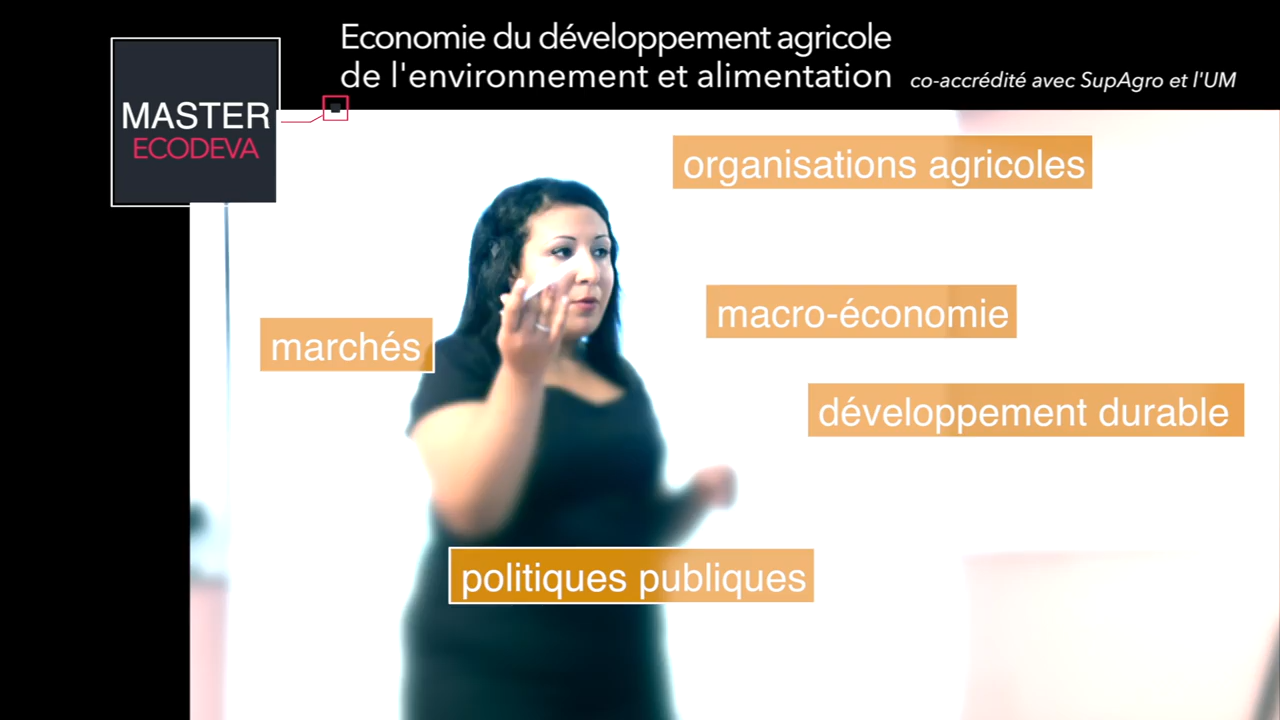 MASTER
ECODEVA
Economie du développement agricole
de l'environnement et alimentation co-accrédité avec SupAgro et l'UM
organisations agricoles
macro-économie
marchés
développement durable
politiques publiques